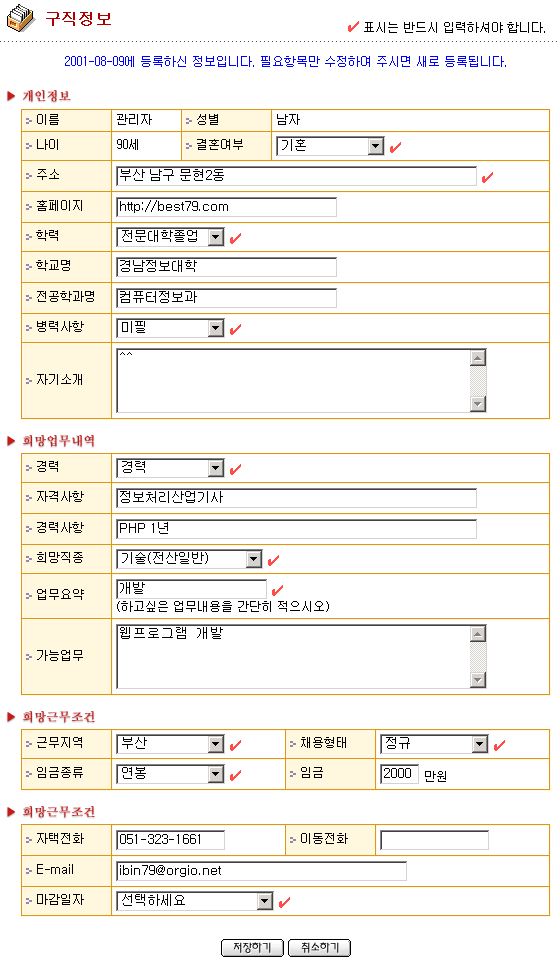 구직정보
✔ 표시는 반드시 입력하셔야 합니다.
2001-08-09에 등록하신 정보입니다. 필요항목만 수정하여 주시면 새로 등록됩니다.
개인정보
이름 관리자 성별 남자
나이 90세 결혼여부 기혼
주소 부산 남구 문현2동
홈페이지 http://best79.com
학력 전문대학졸업
학교명 경남정보대학
전공학과명 컴퓨터정보과
병력사항 미필
자기소개 ^^
희망업무내역
경력 경력
자격사항 정보처리산업기사
경력사항 PHP 1년
희망직종 기술(전산일반)
업무요약 개발
(하고싶은 업무내용을 간단히 적으시오)
가능업무 웹프로그램 개발
희망근무조건
근무지역 부산 채용형태 정규
임금종류 연봉 임금 2000 만원
희망근무조건
자택전화 051-323-1661 이동전화
E-mail ibin79@orgio.net
마감일자 선택하세요
저장하기 취소하기